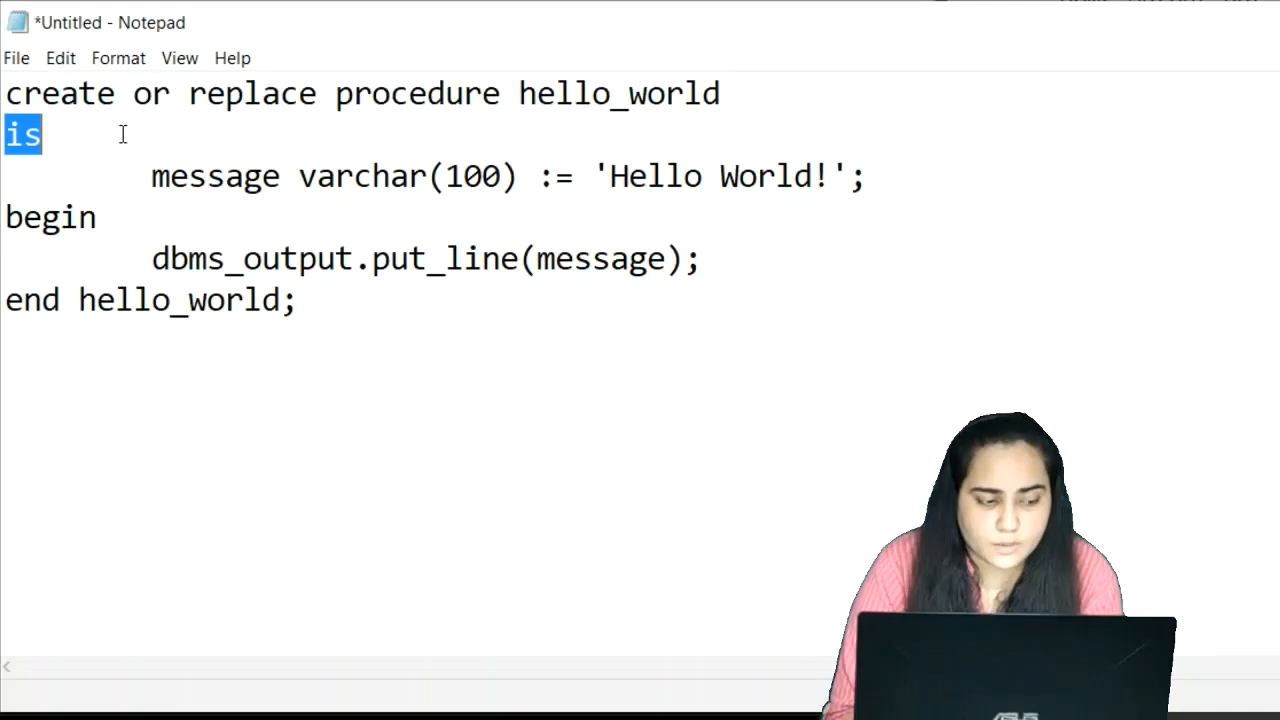 *Untitled - Notepad
File Edit Format View Help
create or replace procedure hello_world
is
message varchar(100) := 'Hello World!';
begin
dbms_output.put_line(message);
end hello_world;